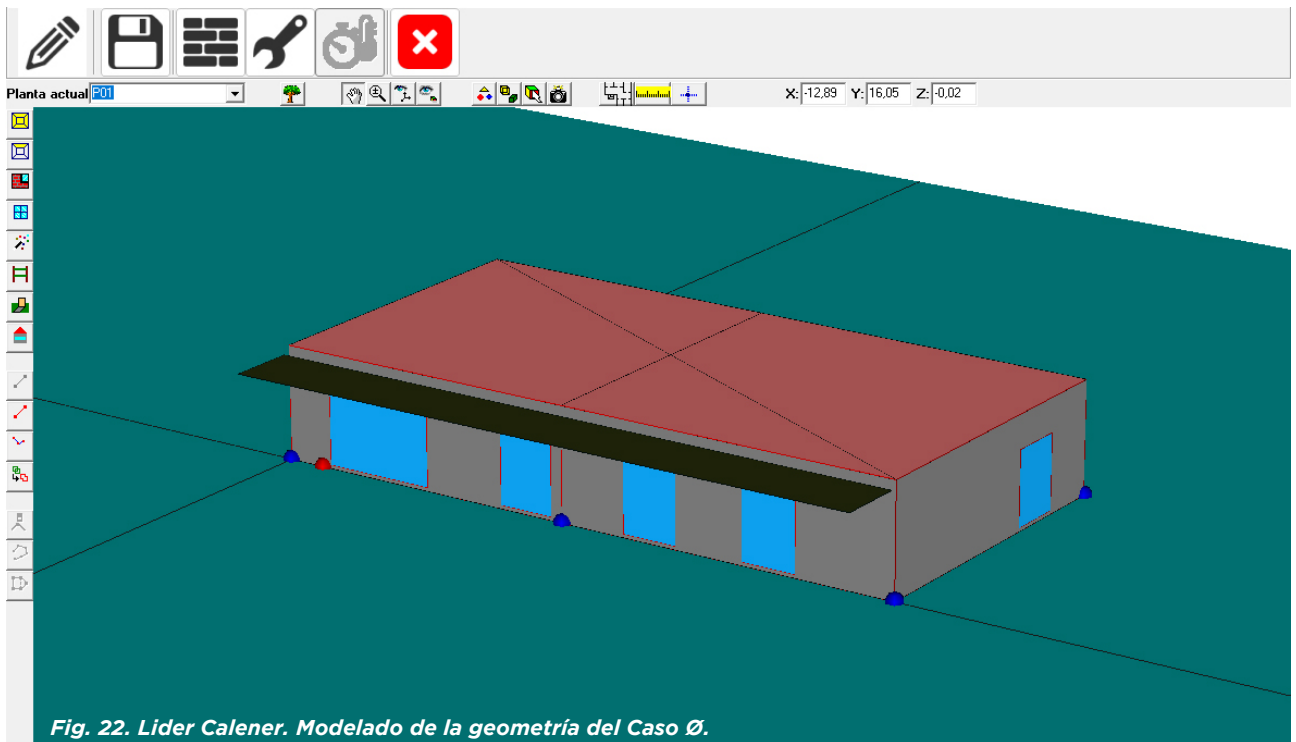 Planta actual P01 X: -12,89 Y: 16,05 Z: -0,02
Fig. 22. Lider Calener. Modelado de la geometría del Caso Ø.